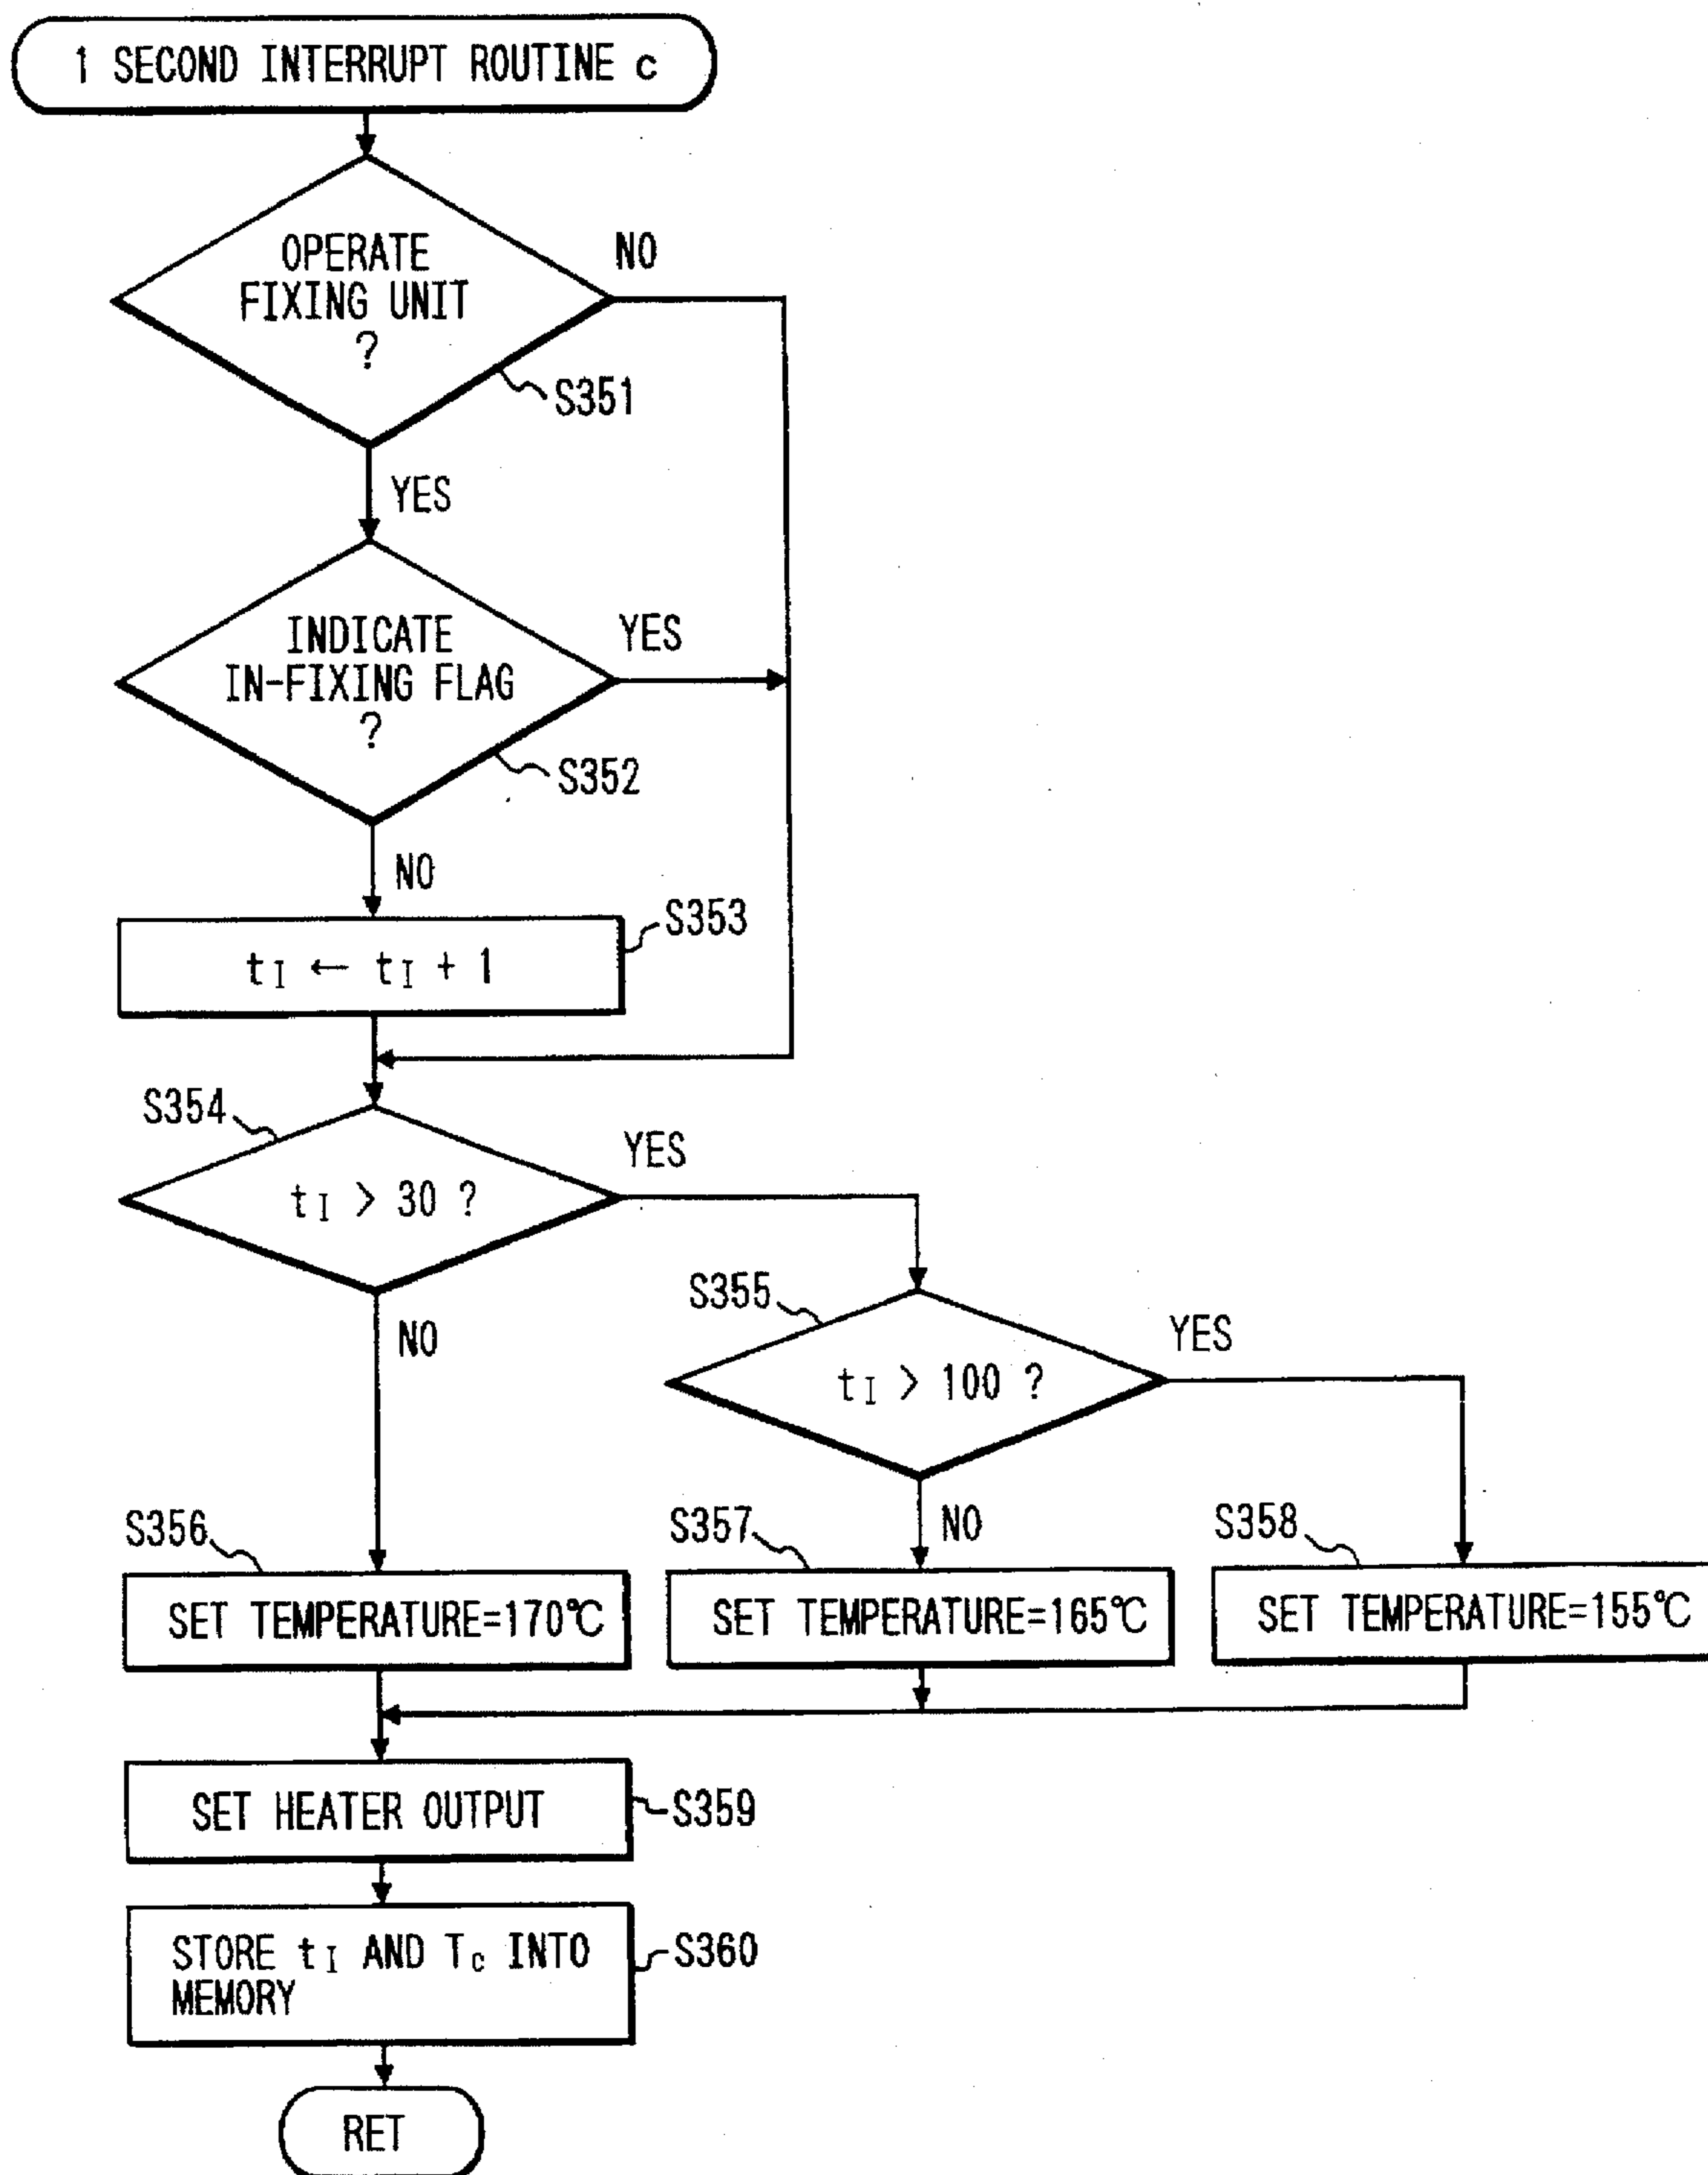 1 SECOND INTERRUPT ROUTINE c
OPERATE
FIXING UNIT
?
NO
S351
YES
INDICATE
IN-FIXING FLAG
?
YES
S352
NO
S353
tI ← tI + 1
S354
YES
tI > 30 ?
NO
S355
YES
tI > 100 ?
S356
S357
NO
S358
SET TEMPERATURE=170℃
SET TEMPERATURE=165℃
SET TEMPERATURE=155℃
SET HEATER OUTPUT
S359
STORE tI AND Tc INTO
MEMORY
S360
RET